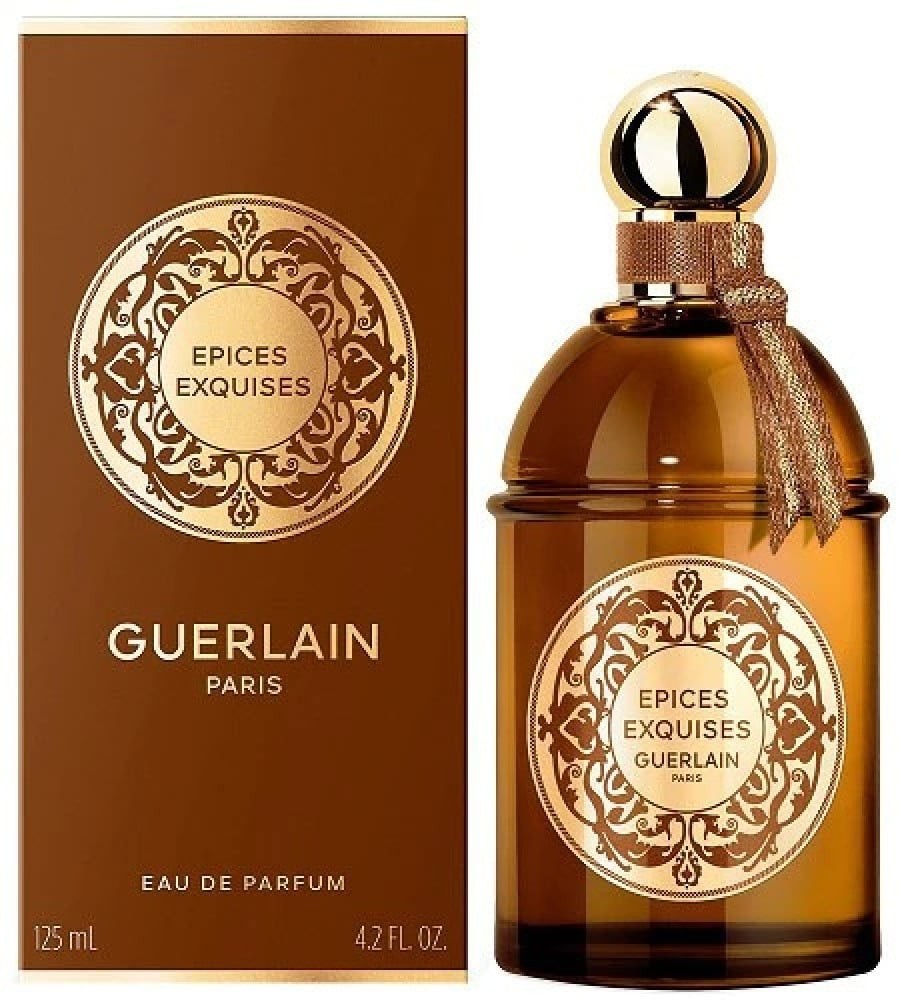 EPICES
EXQUISES
GUERLAIN
PARIS
EAU DE PARFUM
125 mL
4.2 FL. OZ.
EPICES
EXQUISES
GUERLAIN
PARIS